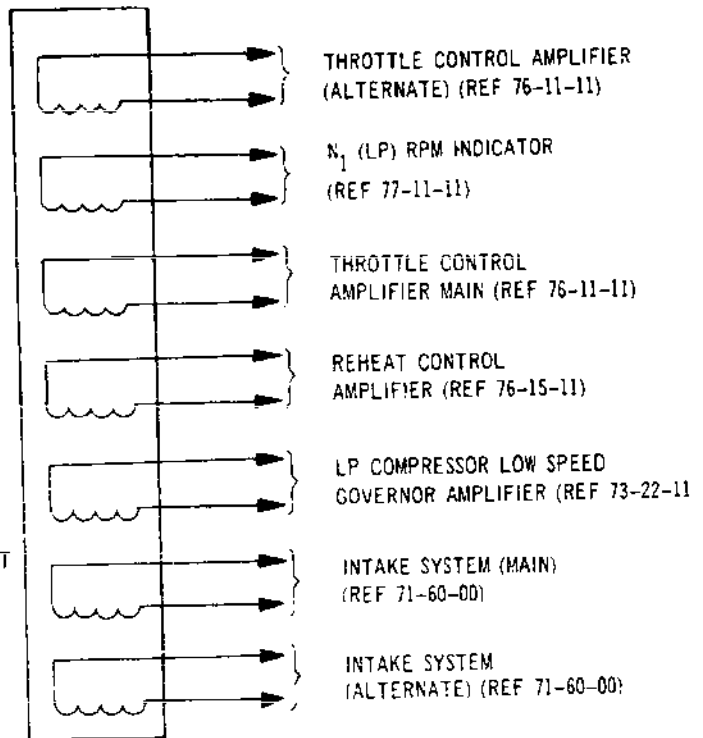 THROTTLE CONTROL AMPLIFIER
(ALTERNATE) (REF 76-11-11)
N1 (LP) RPM INDICATOR
(REF 77-11-11)
THROTTLE CONTROL
AMPLIFIER MAIN (REF 76-11-11)
REHEAT CONTROL
AMPLIFIER (REF 76-15-11)
LP COMPRESSOR LOW SPEED
GOVERNOR AMPLIFIER (REF 73-22-11
T
INTAKE SYSTEM (MAIN)
(REF 71-60-00)
INTAKE SYSTEM
(ALTERNATE) (REF 71-60-00)